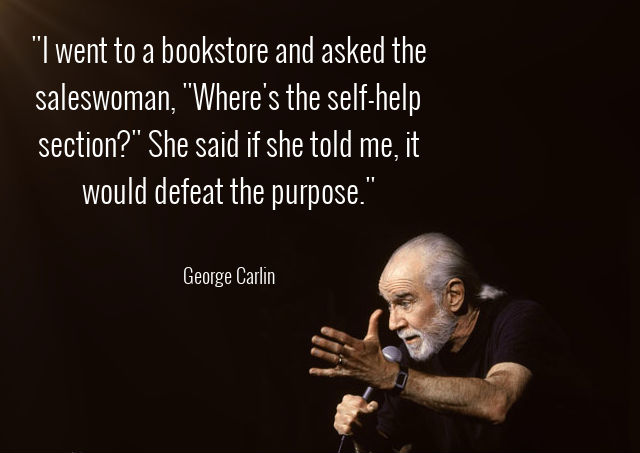 "I went to a bookstore and asked the
saleswoman, "Where's the self-help
section?" She said if she told me, it
would defeat the purpose."
George Carlin